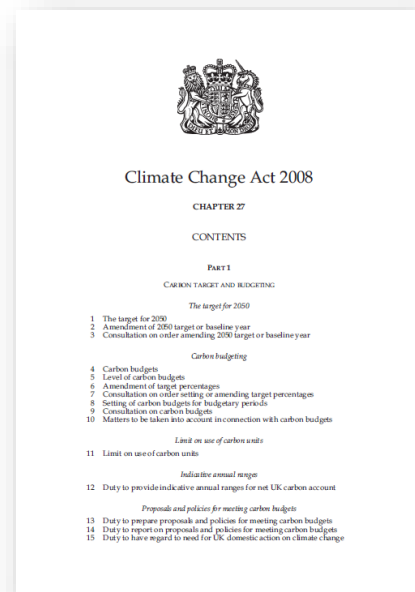 Climate Change Act 2008
CHAPTER 27
CONTENTS
PART 1
CARBON TARGET AND BUDGETING
The target for 2050
1 The target for 2050
2 Amendment of 2050 target or baseline year
3 Consultation on order amending 2050 target or baseline year
Carbon budgeting
4 Carbon budgets
5 Level of carbon budgets
6 Amendment of target percentages
7 Consultation on order setting or amending target percentages
8 Setting of carbon budgets for budgetary periods
9 Consultation on carbon budgets
10 Matters to be taken into account in connection with carbon budgets
Limit on use of carbon units
11 Limit on use of carbon units
Indicative annual ranges
12 Duty to provide indicative annual ranges for net UK carbon account
Proposals and policies for meeting carbon budgets
13 Duty to prepare proposals and policies for meeting carbon budgets
14 Duty to report on proposals and policies for meeting carbon budgets
15 Duty to have regard to need for UK domestic action on climate change